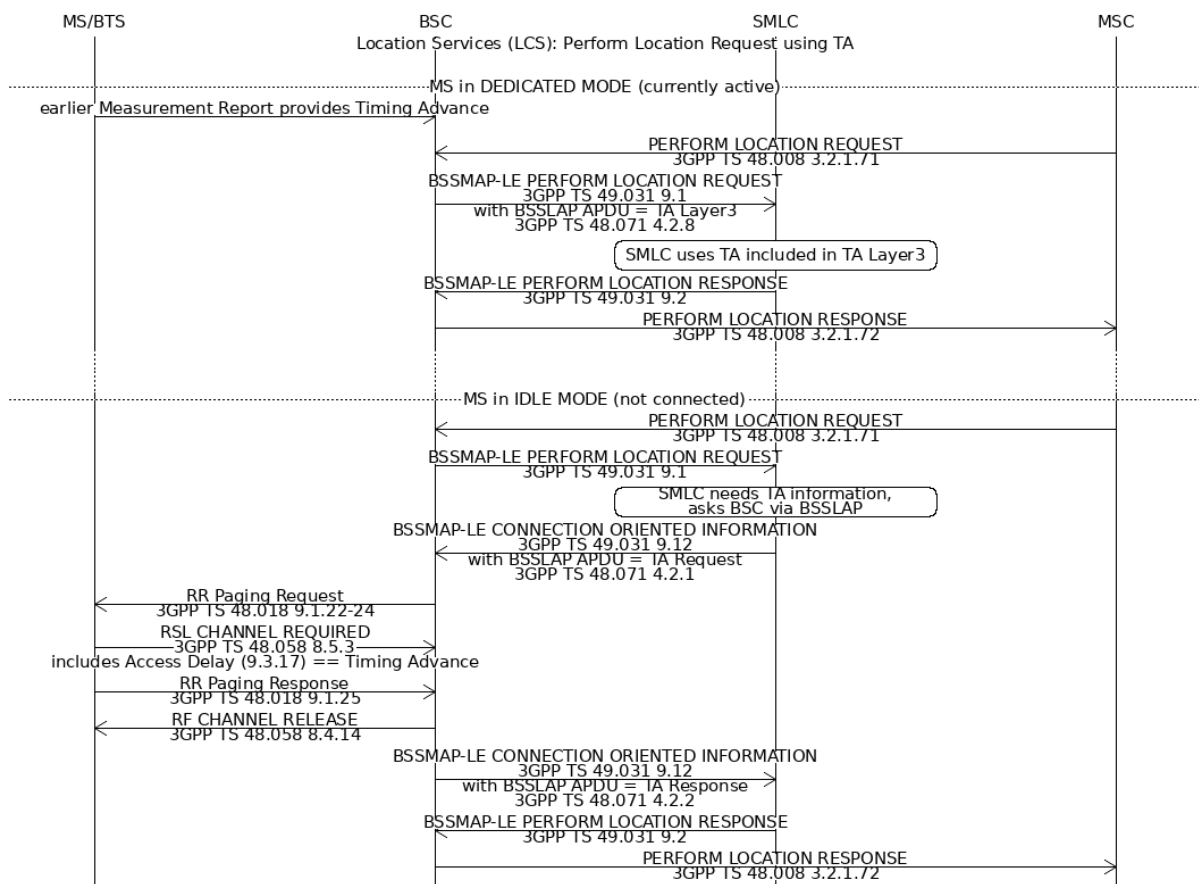 MS/BTS BSC SMLC MSC
Location Services (LCS): Perform Location Request using TA
MS in DEDICATED MODE (currently active)
earlier Measurement Report provides Timing Advance
PERFORM LOCATION REQUEST
3GPP TS 48.008 3.2.1.71
BSSMAP-LE PERFORM LOCATION REQUEST
3GPP TS 49.031 9.1
with BSSLAP APDU = TA Layer3
3GPP TS 48.071 4.2.8
SMLC uses TA included in TA Layer3
BSSMAP-LE PERFORM LOCATION RESPONSE
3GPP TS 49.031 9.2
PERFORM LOCATION RESPONSE
3GPP TS 48.008 3.2.1.72
MS in IDLE MODE (not connected)
PERFORM LOCATION REQUEST
3GPP TS 48.008 3.2.1.71
BSSMAP-LE PERFORM LOCATION REQUEST
3GPP TS 49.031 9.1
SMLC needs TA information,
asks BSC via BSSLAP
BSSMAP-LE CONNECTION ORIENTED INFORMATION
3GPP TS 49.031 9.12
with BSSLAP APDU = TA Request
3GPP TS 48.071 4.2.1
RR Paging Request
3GPP TS 48.018 9.1.22-24
RSL CHANNEL REQUIRED
3GPP TS 48.058 8.5.3
includes Access Delay (9.3.17) == Timing Advance
RR Paging Response
3GPP TS 48.018 9.1.25
RF CHANNEL RELEASE
3GPP TS 48.058 8.4.14
BSSMAP-LE CONNECTION ORIENTED INFORMATION
3GPP TS 49.031 9.12
with BSSLAP APDU = TA Response
3GPP TS 48.071 4.2.2
BSSMAP-LE PERFORM LOCATION RESPONSE
3GPP TS 49.031 9.2
PERFORM LOCATION RESPONSE
3GPP TS 48.008 3.2.1.72